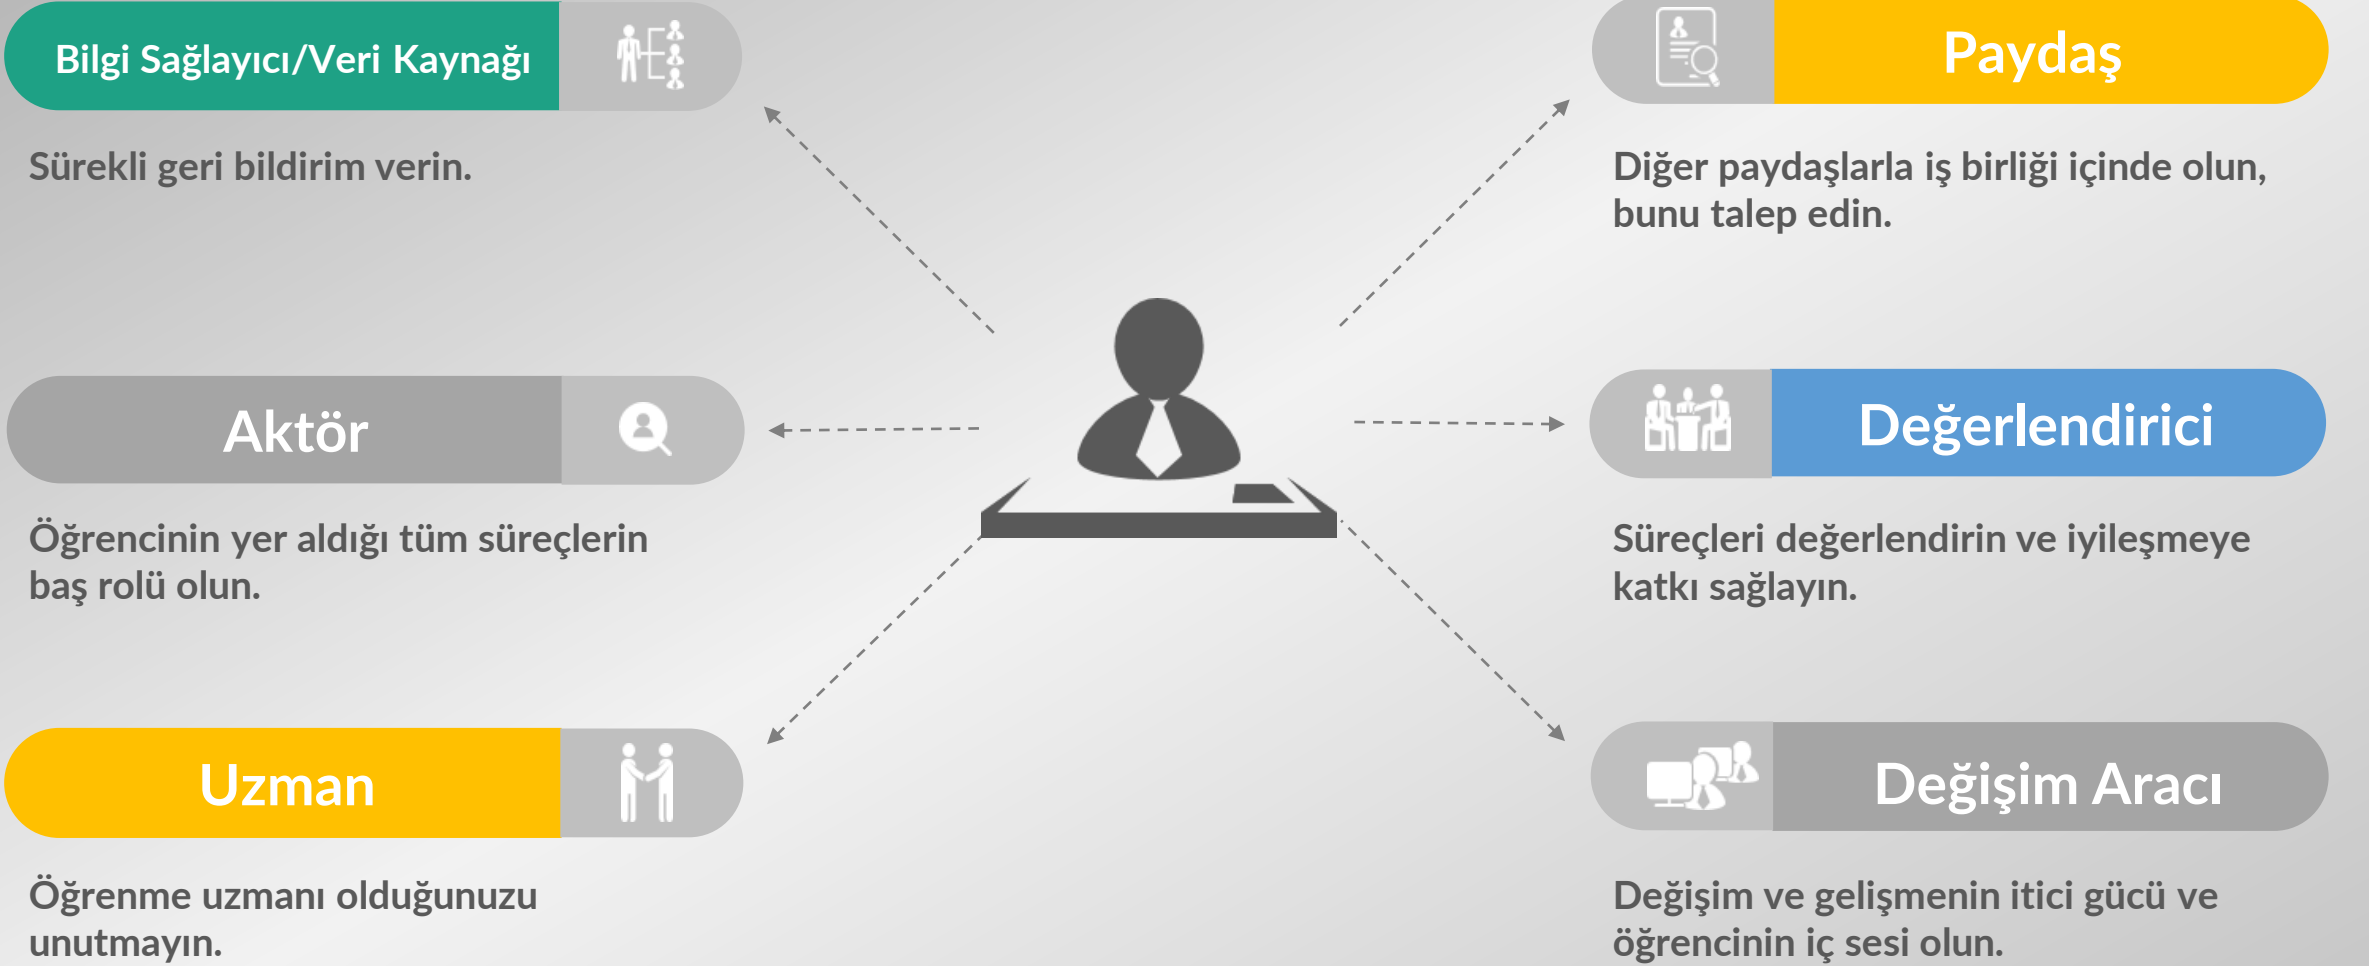 Bilgi Sağlayıcı/Veri Kaynağı
Sürekli geri bildirim verin.
Aktör
Öğrencinin yer aldığı tüm süreçlerin
baş rolü olun.
Uzman
Öğrenme uzmanı olduğunuzu
unutmayın.
Paydaş
Diğer paydaşlarla iş birliği içinde olun,
bunu talep edin.
Değerlendirici
Süreçleri değerlendirin ve iyileşmeye
katkı sağlayın.
Değişim Aracı
Değişim ve gelişmenin itici gücü ve
öğrencinin iç sesi olun.